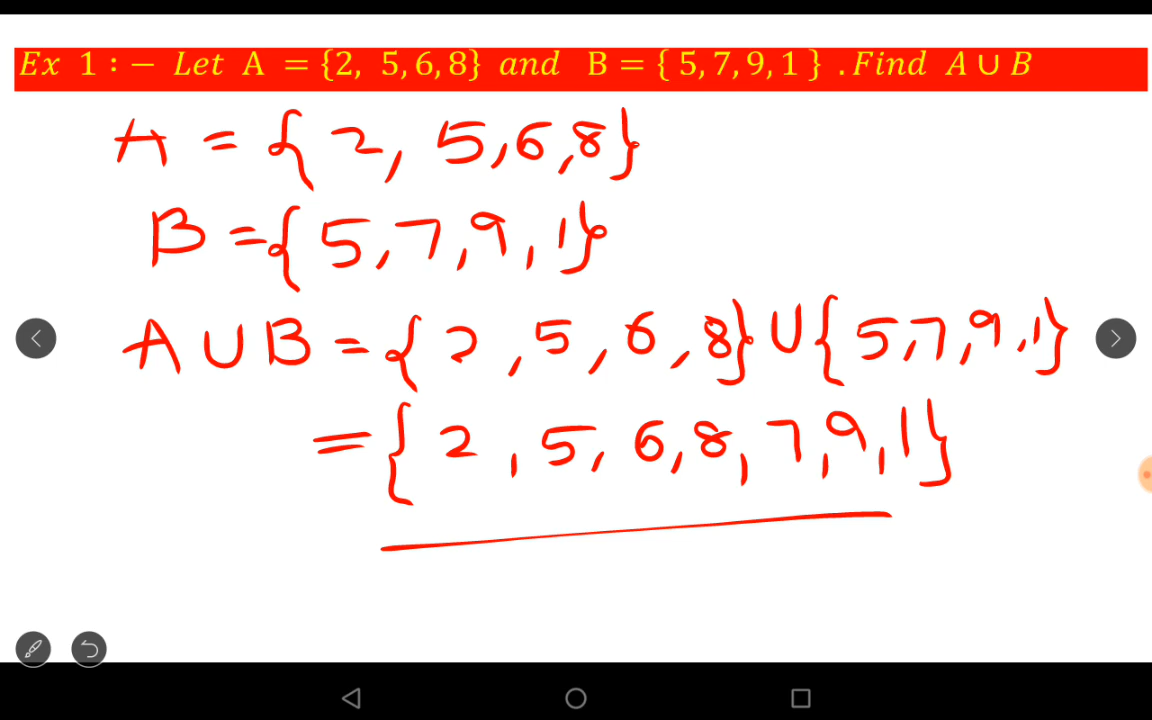 Ex 1 : − Let A = {2, 5, 6, 8} and B = { 5, 7, 9, 1 } . Find A ∪ B
A = { 2, 5, 6, 8}
B = { 5, 7, 9, 1}
A ∪ B = { 2 , 5 , 6 , 8} ∪ { 5, 7, 9, 1}
= { 2 , 5, 6, 8, 7, 9, 1}